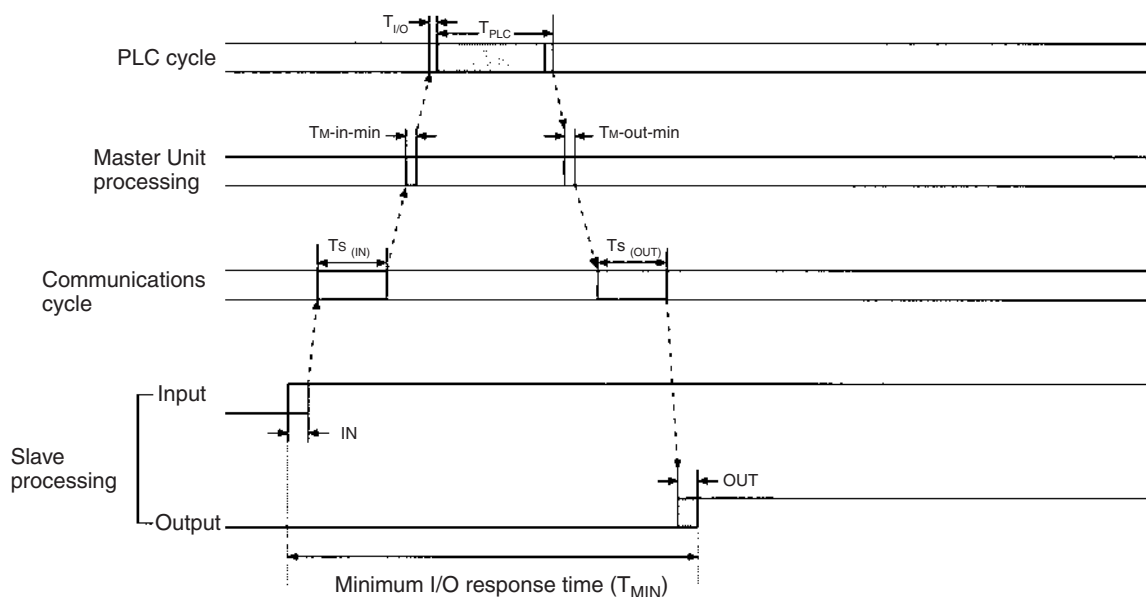 T_I/O
T_PLC
PLC cycle
TM-in-min
TM-out-min
Master Unit
processing
TS (IN)
Ts (OUT)
Communications
cycle
Input
IN
Slave
processing
OUT
Output
Minimum I/O response time (T_MIN)